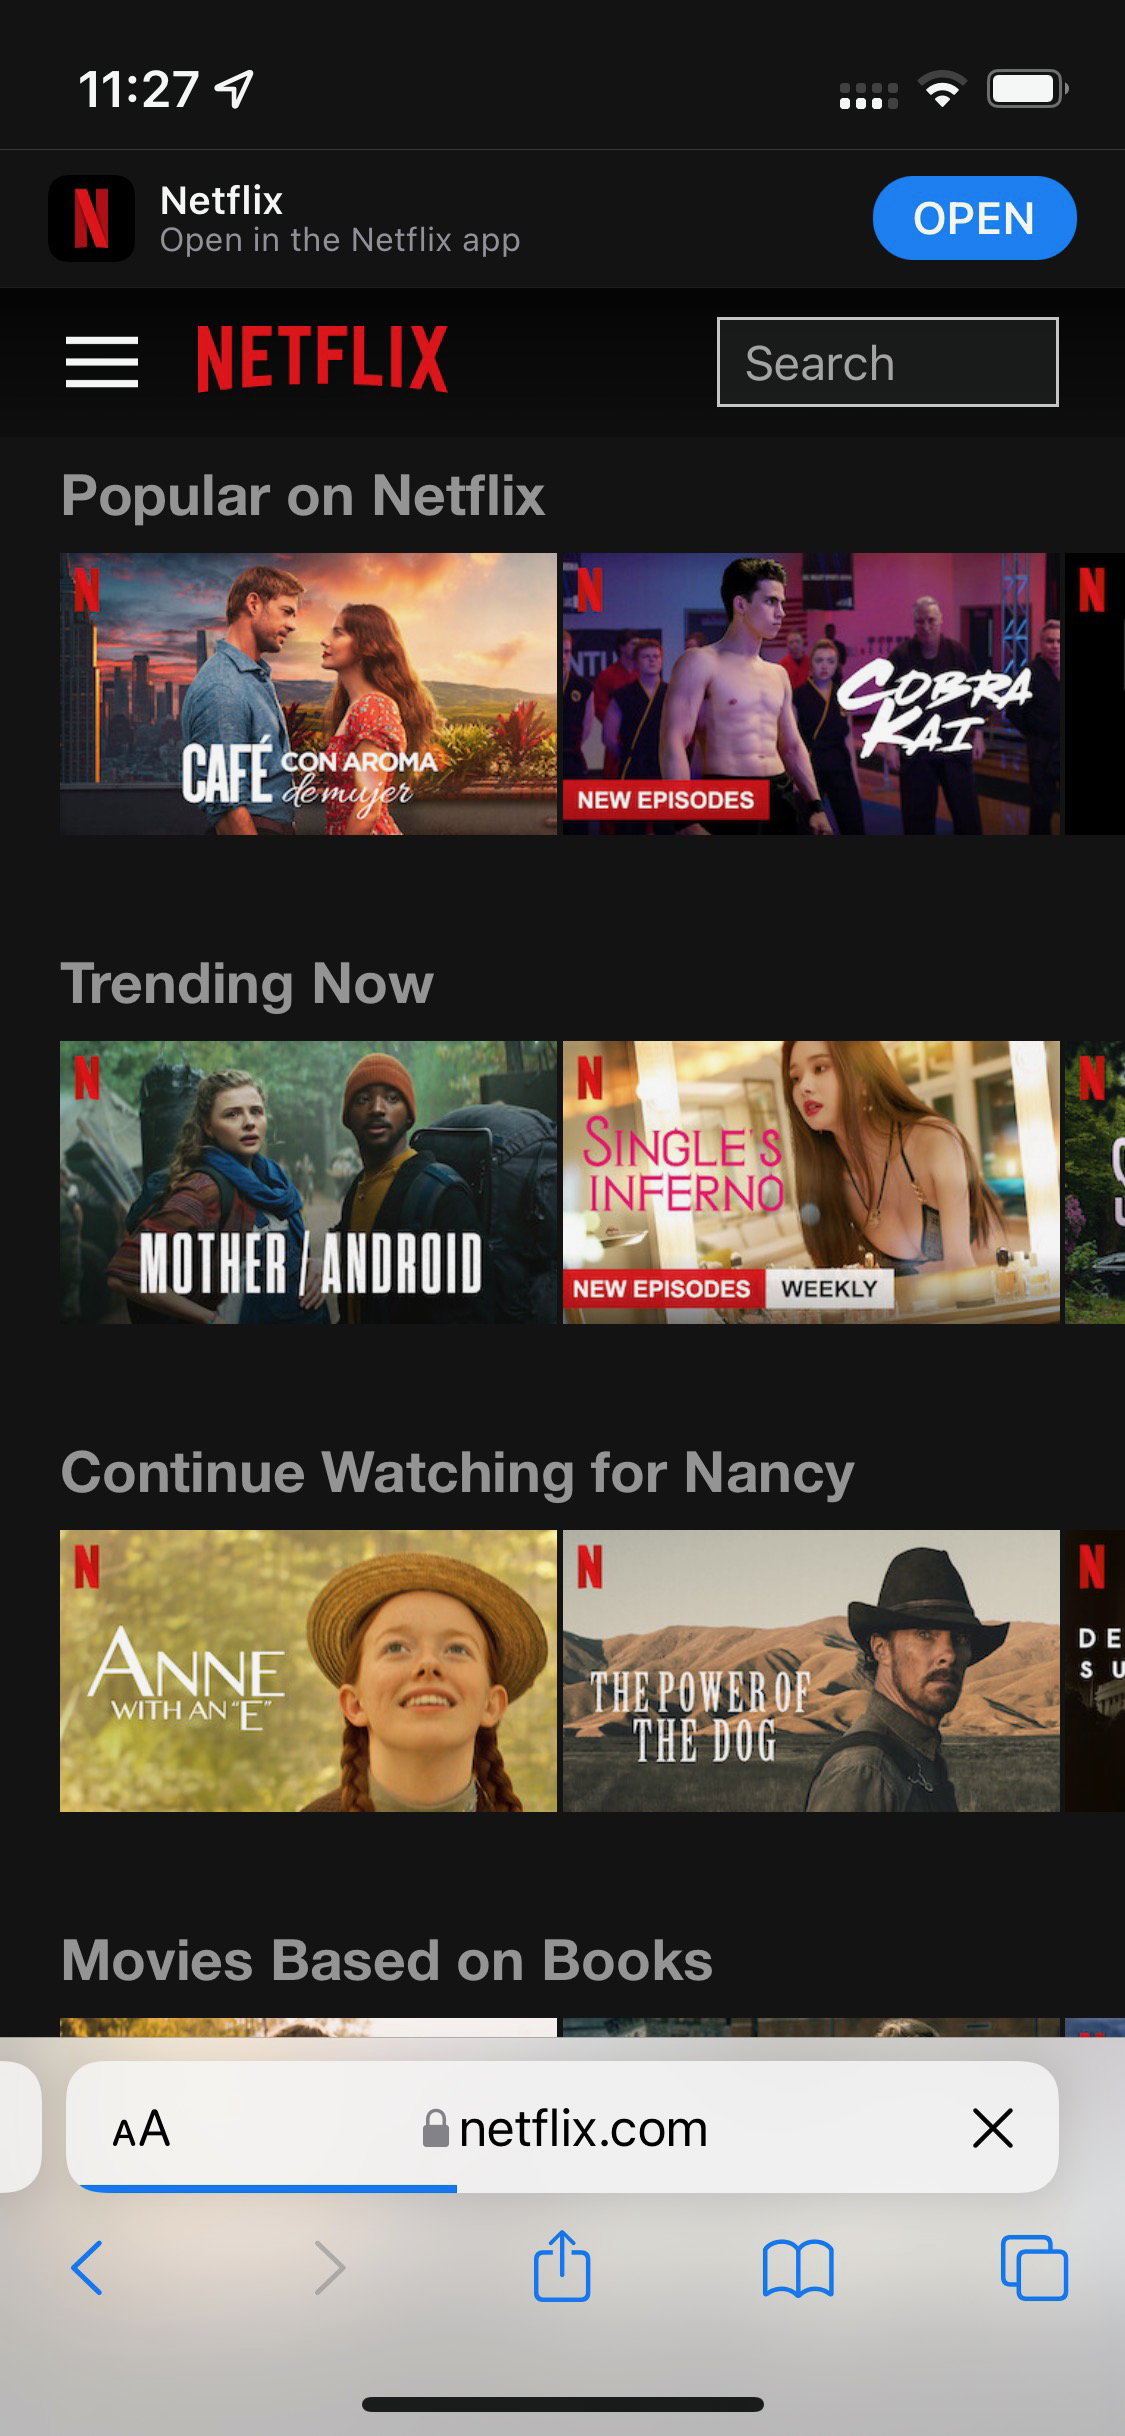 11:27
Netflix
Open in the Netflix app
OPEN
NETFLIX
Search
Popular on Netflix
CAFÉ CON AROMA
de mujer
COBRA
KAI
NEW EPISODES
Trending Now
MOTHER/ANDROID
SINGLE'S
INFERNO
NEW EPISODES WEEKLY
Continue Watching for Nancy
ANNE
WITH AN "E"
THE POWER OF
THE DOG
DE
SU
Movies Based on Books
AA
netflix.com